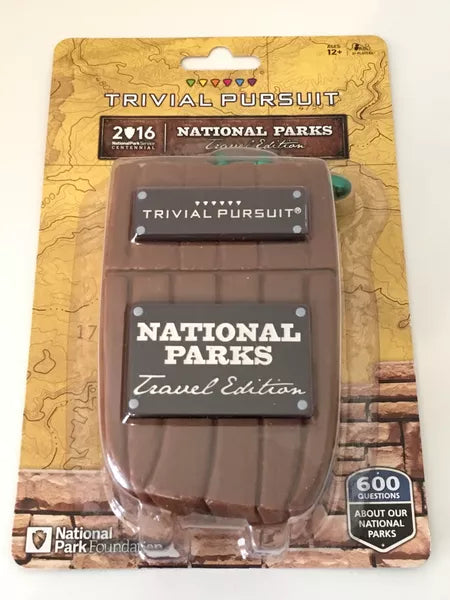 AGES
12+
TRIVIAL PURSUIT
2016
National Park Service
CENTENNIAL
NATIONAL PARKS
Travel Edition
TRIVIAL PURSUIT®
NATIONAL
PARKS
Travel Edition
17
600
QUESTIONS
ABOUT OUR
NATIONAL
PARKS
National
Park Foundation